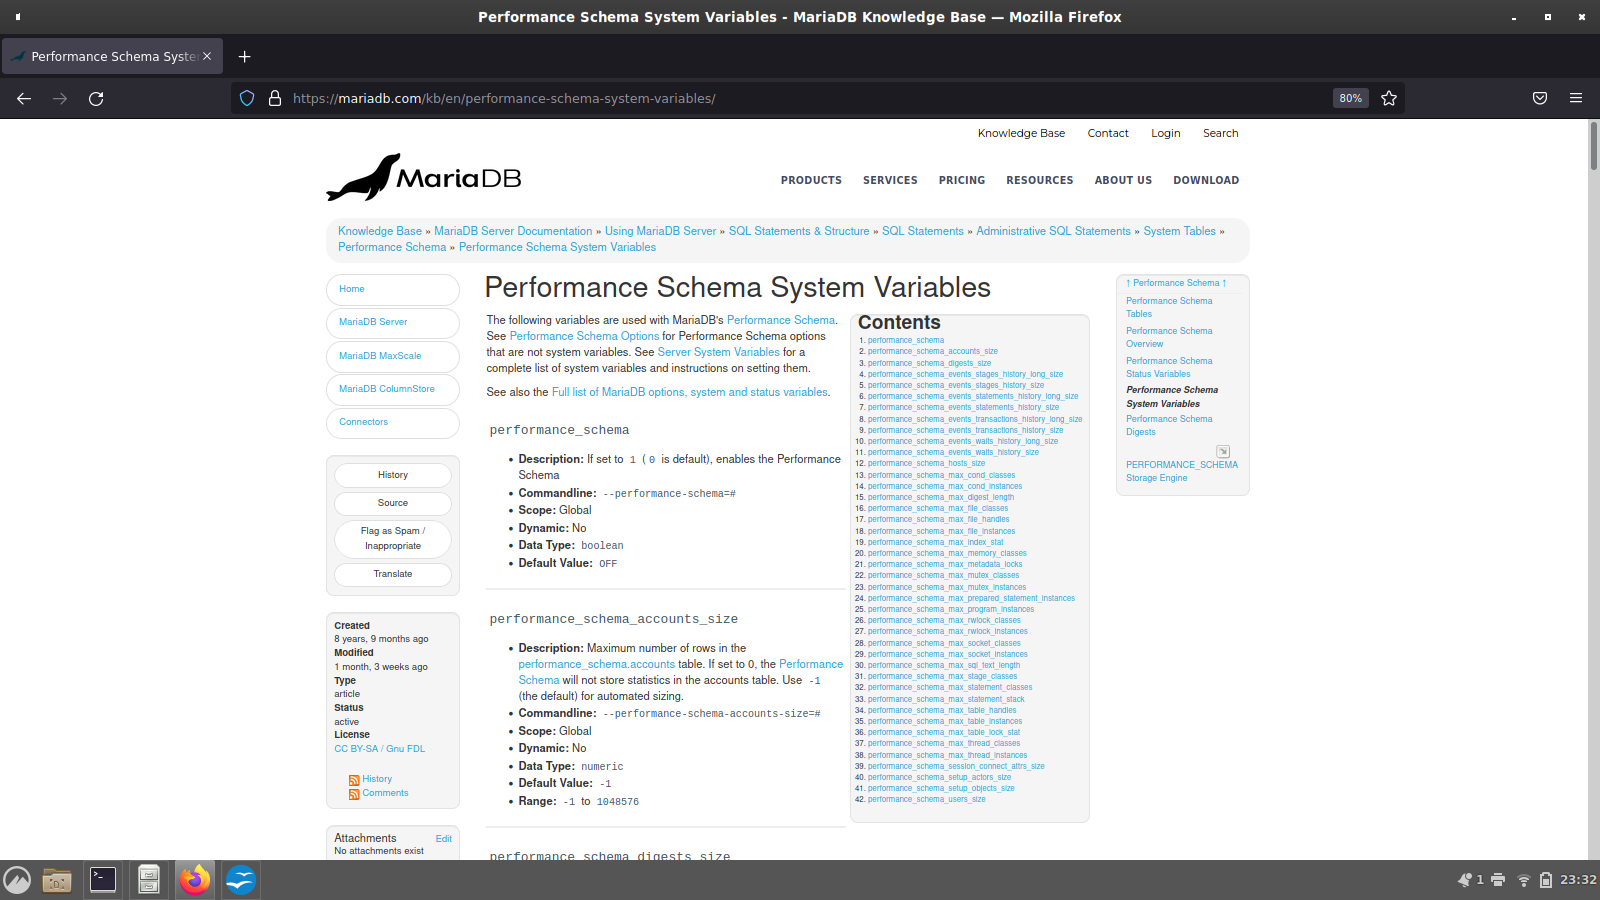 Performance Schema System Variables - MariaDB Knowledge Base — Mozilla Firefox
Performance Schema Syste
https://mariadb.com/kb/en/performance-schema-system-variables/
80%
Knowledge Base Contact Login Search
MariaDB
PRODUCTS SERVICES PRICING RESOURCES ABOUT US DOWNLOAD
Knowledge Base » MariaDB Server Documentation » Using MariaDB Server » SQL Statements & Structure » SQL Statements » Administrative SQL Statements » System Tables »
Performance Schema » Performance Schema System Variables
Home
MariaDB Server
MariaDB MaxScale
MariaDB ColumnStore
Connectors
History
Source
Flag as Spam /
Inappropriate
Translate
Created
8 years, 9 months ago
Modified
1 month, 3 weeks ago
Type
article
Status
active
License
CC BY-SA / Gnu FDL
History
Comments
Attachments Edit
No attachments exist
Performance Schema System Variables
The following variables are used with MariaDB's Performance Schema.
See Performance Schema Options for Performance Schema options
that are not system variables. See Server System Variables for a
complete list of system variables and instructions on setting them.
See also the Full list of MariaDB options, system and status variables.
performance_schema
• Description: If set to 1 ( 0 is default), enables the Performance
Schema
• Commandline: --performance-schema=#
• Scope: Global
• Dynamic: No
• Data Type: boolean
• Default Value: OFF
performance_schema_accounts_size
• Description: Maximum number of rows in the
performance_schema.accounts table. If set to 0, the Performance
Schema will not store statistics in the accounts table. Use -1
(the default) for automated sizing.
• Commandline: --performance-schema-accounts-size=#
• Scope: Global
• Dynamic: No
• Data Type: numeric
• Default Value: -1
• Range: -1 to 1048576
performance_schema_digests_size
Contents
1. performance_schema
2. performance_schema_accounts_size
3. performance_schema_digests_size
4. performance_schema_events_stages_history_long_size
5. performance_schema_events_stages_history_size
6. performance_schema_events_statements_history_long_size
7. performance_schema_events_statements_history_size
8. performance_schema_events_transactions_history_long_size
9. performance_schema_events_transactions_history_size
10. performance_schema_events_waits_history_long_size
11. performance_schema_events_waits_history_size
12. performance_schema_hosts_size
13. performance_schema_max_cond_classes
14. performance_schema_max_cond_instances
15. performance_schema_max_digest_length
16. performance_schema_max_file_classes
17. performance_schema_max_file_handles
18. performance_schema_max_file_instances
19. performance_schema_max_index_stat
20. performance_schema_max_memory_classes
21. performance_schema_max_metadata_locks
22. performance_schema_max_mutex_classes
23. performance_schema_max_mutex_instances
24. performance_schema_max_prepared_statement_instances
25. performance_schema_max_program_instances
26. performance_schema_max_rwlock_classes
27. performance_schema_max_rwlock_instances
28. performance_schema_max_socket_classes
29. performance_schema_max_socket_instances
30. performance_schema_max_sql_text_length
31. performance_schema_max_stage_classes
32. performance_schema_max_statement_classes
33. performance_schema_max_statement_stack
34. performance_schema_max_table_handles
35. performance_schema_max_table_instances
36. performance_schema_max_table_lock_stat
37. performance_schema_max_thread_classes
38. performance_schema_max_thread_instances
39. performance_schema_session_connect_attrs_size
40. performance_schema_setup_actors_size
41. performance_schema_setup_objects_size
42. performance_schema_users_size
↑ Performance Schema ↑
Performance Schema
Tables
Performance Schema
Overview
Performance Schema
Status Variables
Performance Schema
System Variables
Performance Schema
Digests
PERFORMANCE_SCHEMA
Storage Engine
1
23:32